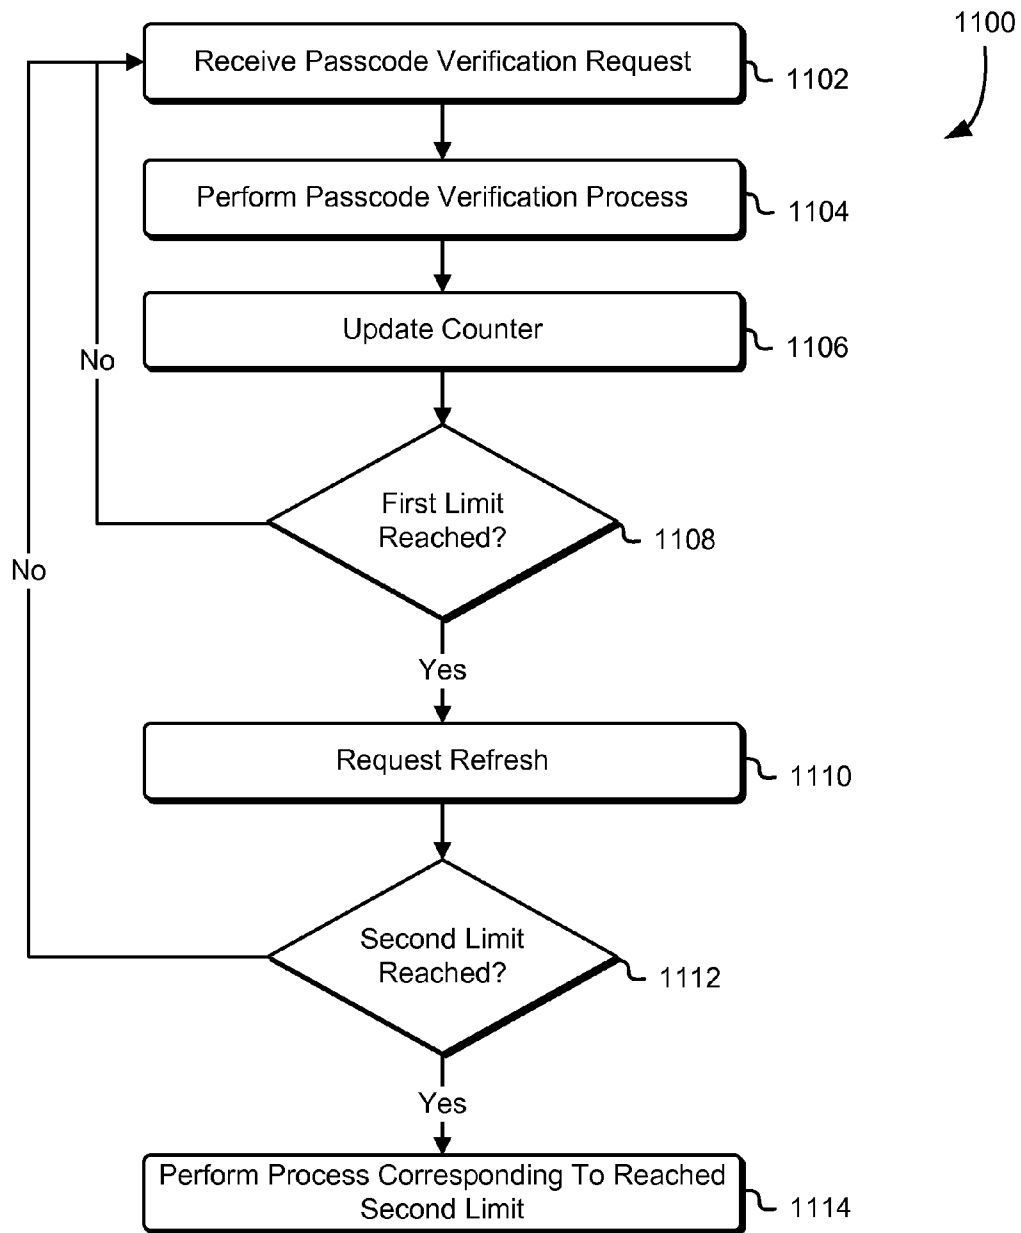 1100
Receive Passcode Verification Request
1102
Perform Passcode Verification Process
1104
Update Counter
1106
No
First Limit
Reached?
1108
No
Yes
Request Refresh
1110
Second Limit
Reached?
1112
Yes
Perform Process Corresponding To Reached
Second Limit
1114